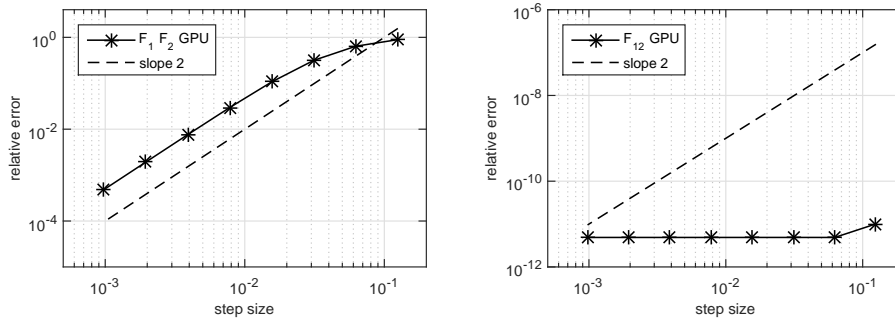 10^0
10^-2
10^-4
relative error
F_1 F_2 GPU
slope 2
10^-3
10^-2
10^-1
step size
10^-6
10^-8
10^-10
10^-12
relative error
F_12 GPU
slope 2
10^-3
10^-2
10^-1
step size